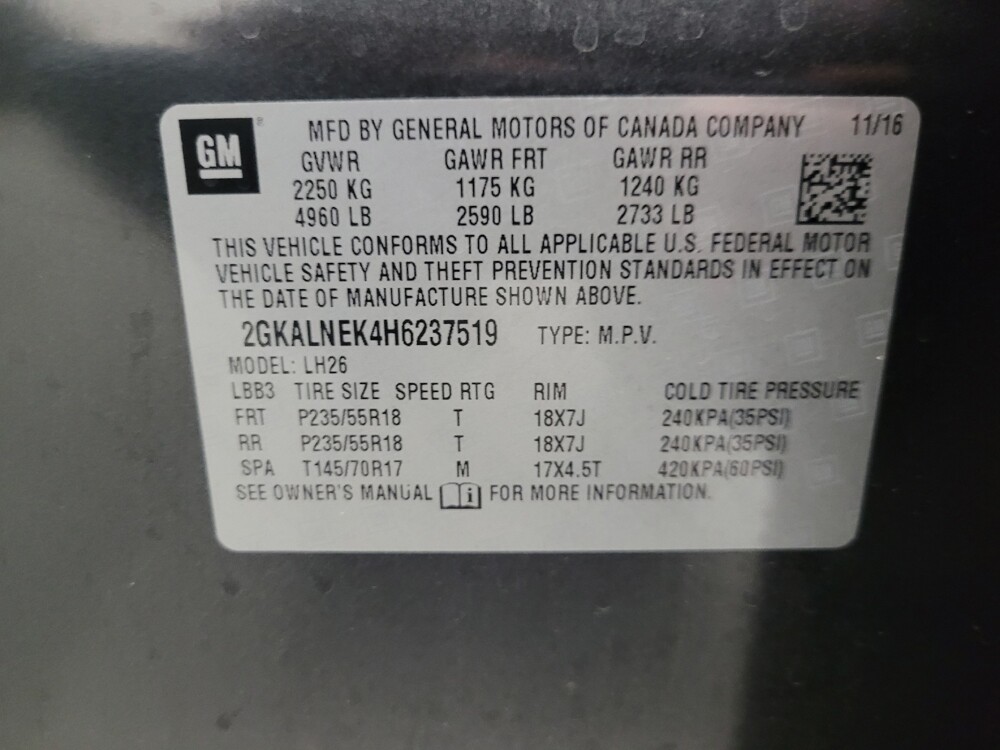 GM ® MFD BY GENERAL MOTORS OF CANADA COMPANY 11/16
GVWR GAWR FRT GAWR RR
2250 KG 1175 KG 1240 KG
4960 LB 2590 LB 2733 LB
THIS VEHICLE CONFORMS TO ALL APPLICABLE U.S. FEDERAL MOTOR
VEHICLE SAFETY AND THEFT PREVENTION STANDARDS IN EFFECT ON
THE DATE OF MANUFACTURE SHOWN ABOVE.
2GKALNEK4H6237519 TYPE: M.P.V.
MODEL: LH26
LBB3 TIRE SIZE SPEED RTG RIM COLD TIRE PRESSURE
FRT P235/55R18 T 18X7J 240KPA(35PSI)
RR P235/55R18 T 18X7J 240KPA(35PSI)
SPA T145/70R17 M 17X4.5T 420KPA(60PSI)
SEE OWNER'S MANUAL i FOR MORE INFORMATION.